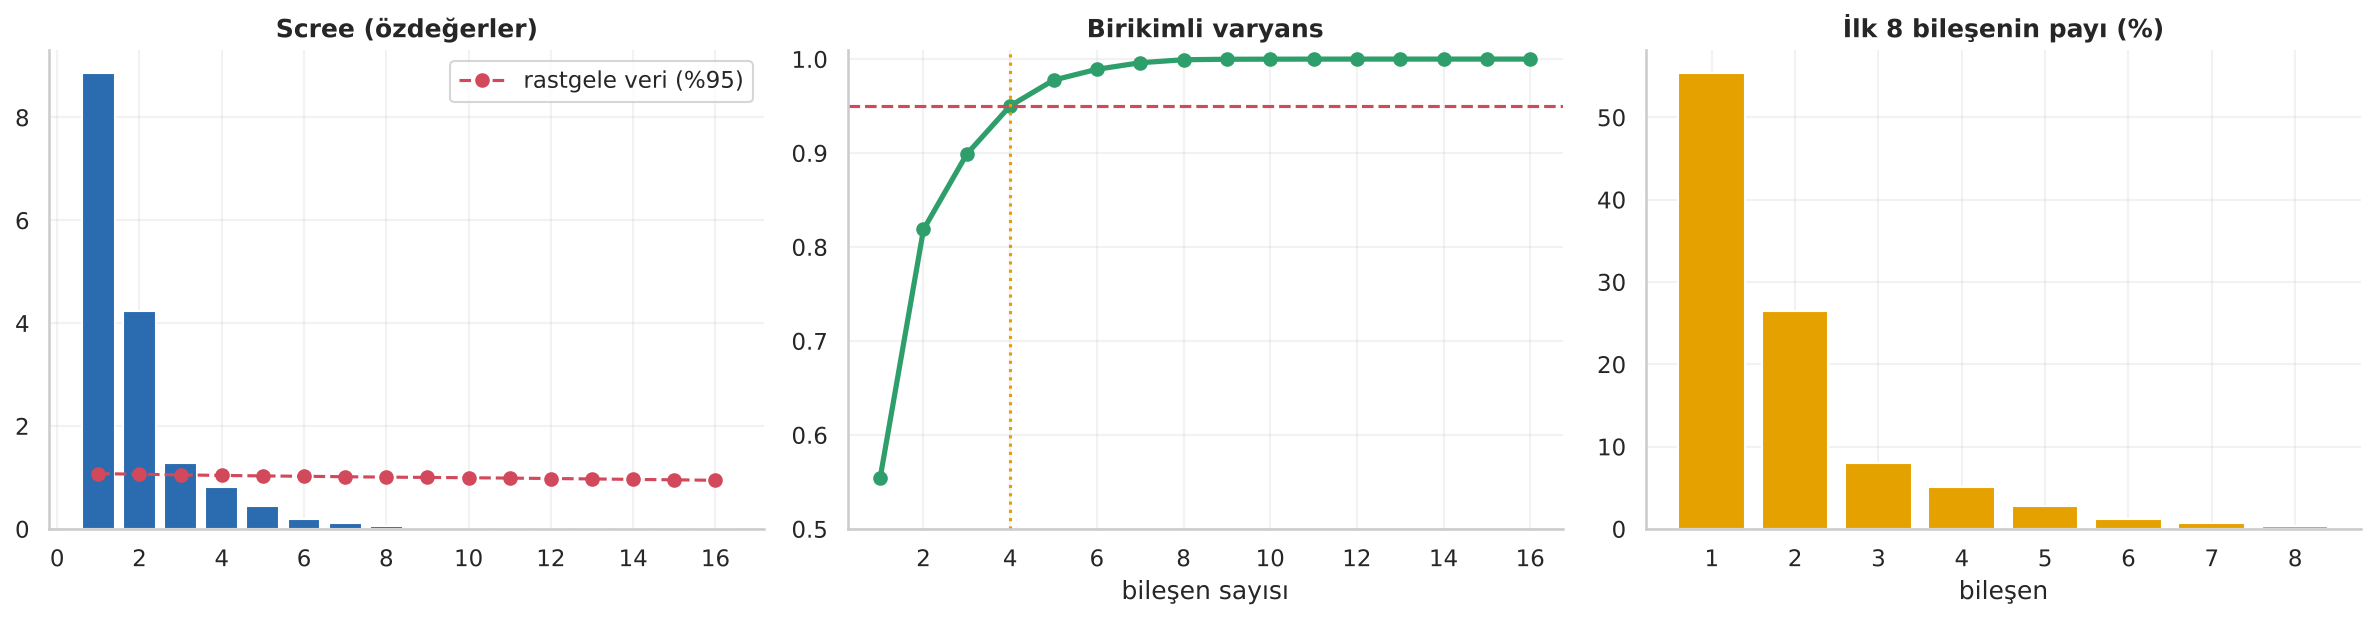 Scree (özdeğerler)
rastgele veri (%95)
8
6
4
2
0
0 2 4 6 8 10 12 14 16
Birikimli varyans
1.0
0.9
0.8
0.7
0.6
0.5
2 4 6 8 10 12 14 16
bileşen sayısı
İlk 8 bileşenin payı (%)
50
40
30
20
10
0
1 2 3 4 5 6 7 8
bileşen